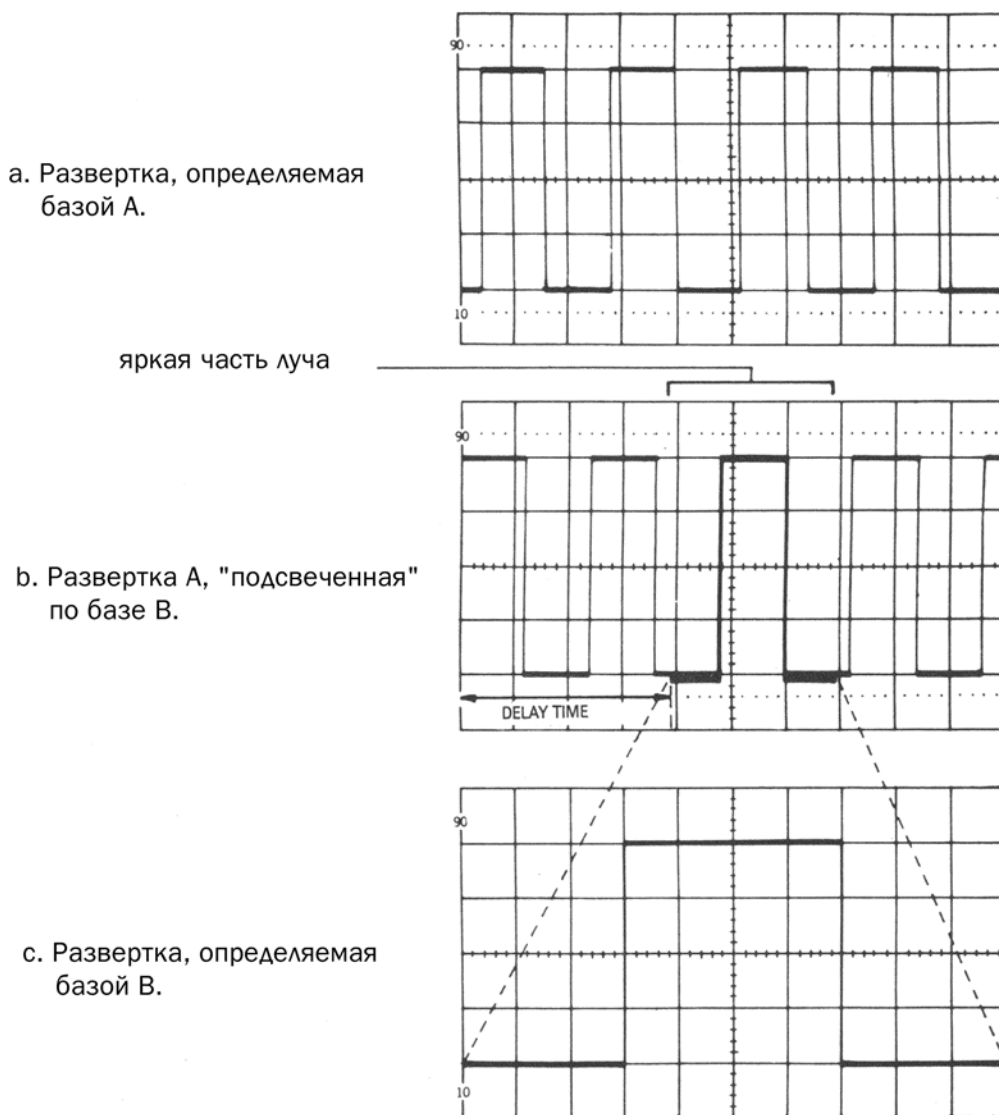 90
а. Развертка, определяемая
базой А.
10
яркая часть луча
90
b. Развертка А, "подсвеченная"
по базе В.
DELAY TIME
90
с. Развертка, определяемая
базой В.
10